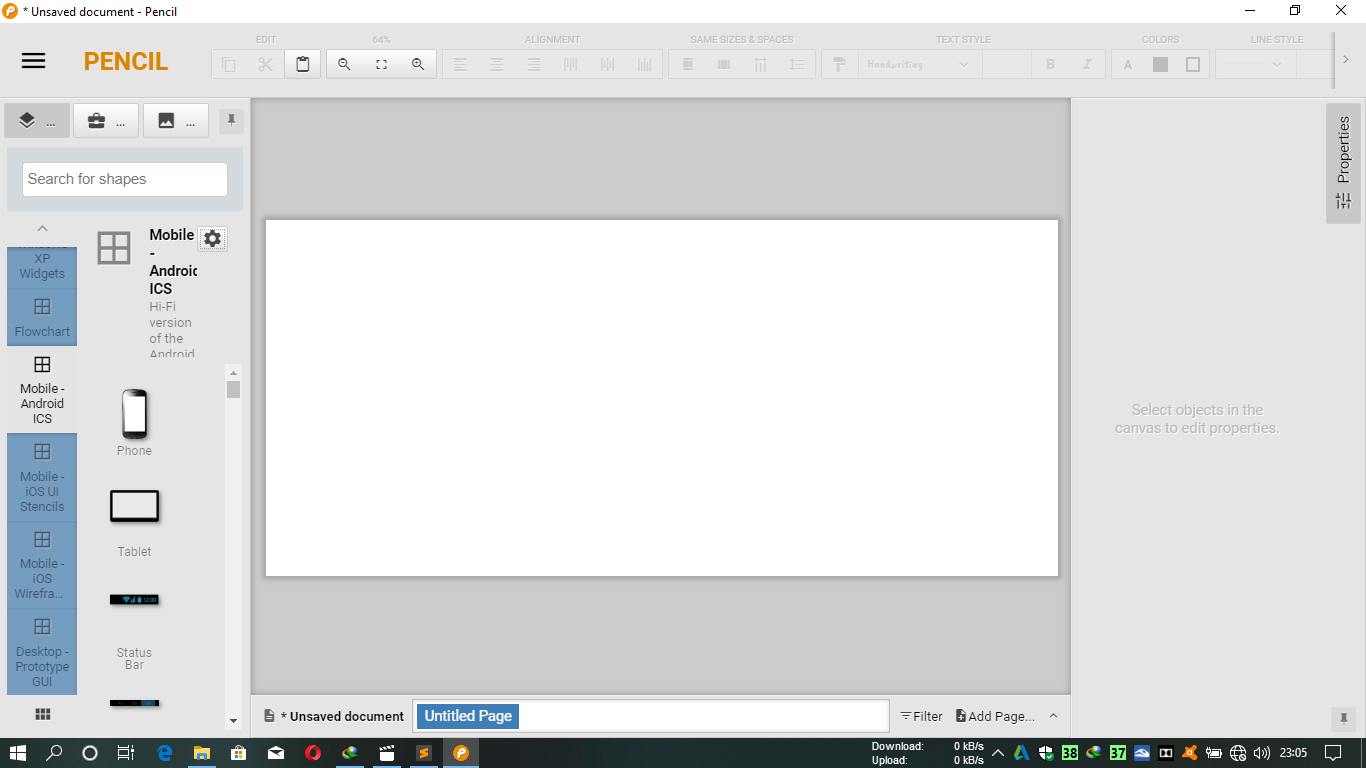 * Unsaved document - Pencil
EDIT
64%
ALIGNMENT
SAME SIZES & SPACES
TEXT STYLE
COLORS
LINE STYLE
PENCIL
Handwriting
B
I
A
...
...
...
Properties
Search for shapes
XP
Widgets
Flowchart
Mobile -
Android
ICS
Mobile -
iOS UI
Stencils
Mobile -
iOS
Wirefra...
Desktop -
Prototype
GUI
Mobile
-
Android
ICS
Hi-Fi
version
of the
Android
Phone
Tablet
12:00
Status
Bar
Select objects in the
canvas to edit properties.
* Unsaved document
Untitled Page
Filter
Add Page...
Download: 0 kB/s
Upload: 0 kB/s
38
37
23:05